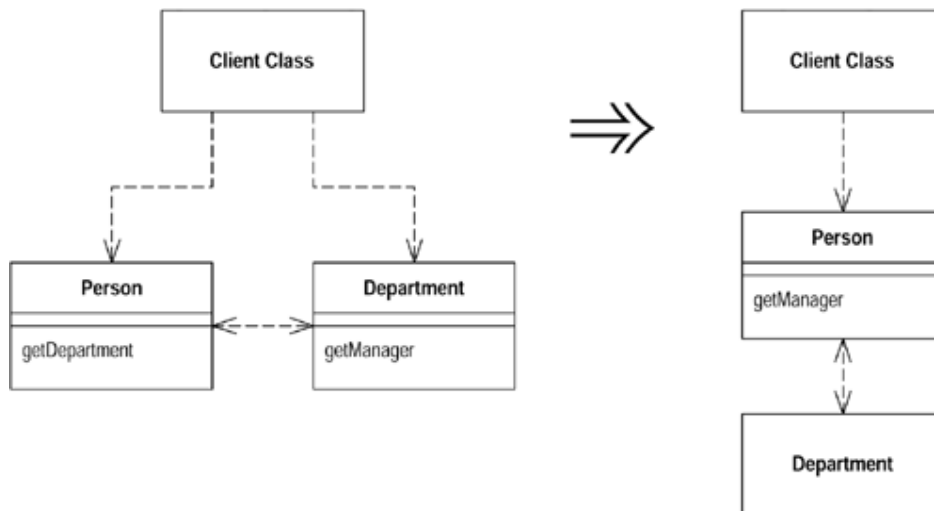 Client Class
Person
getDepartment
Department
getManager
Client Class
Person
getManager
Department